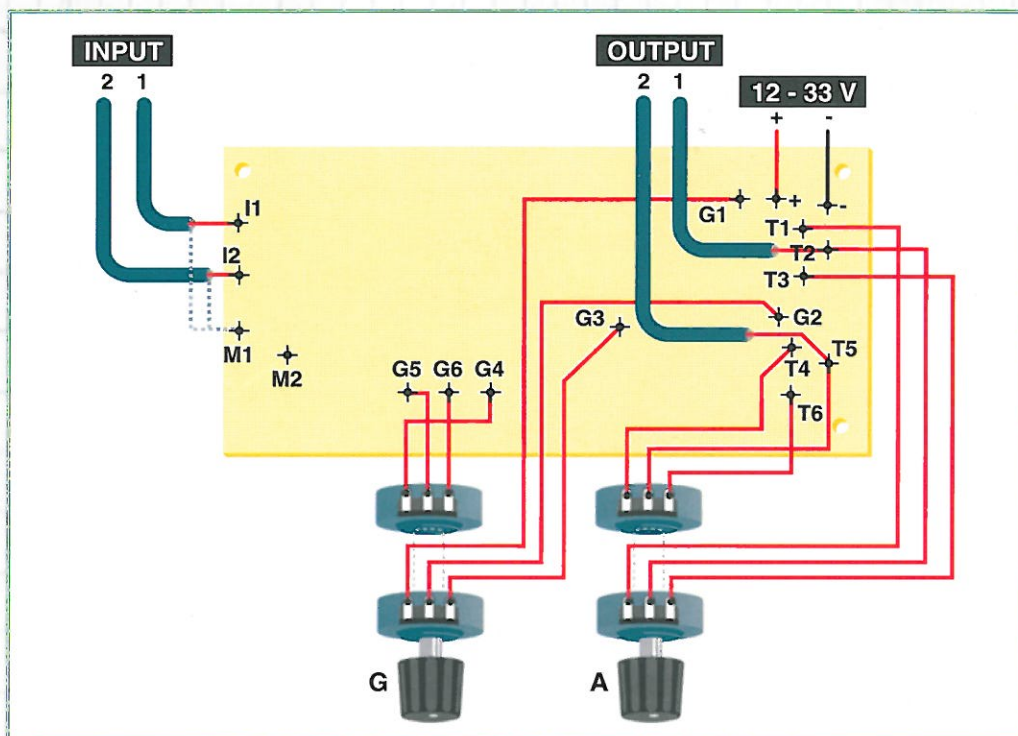 INPUT
2 1
OUTPUT
2 1
12 - 33 V
+ -
I1
G1
+
-
T1
T2
I2
T3
G3
G2
M1
T5
M2
G5 G6 G4
T4
T6
G
A